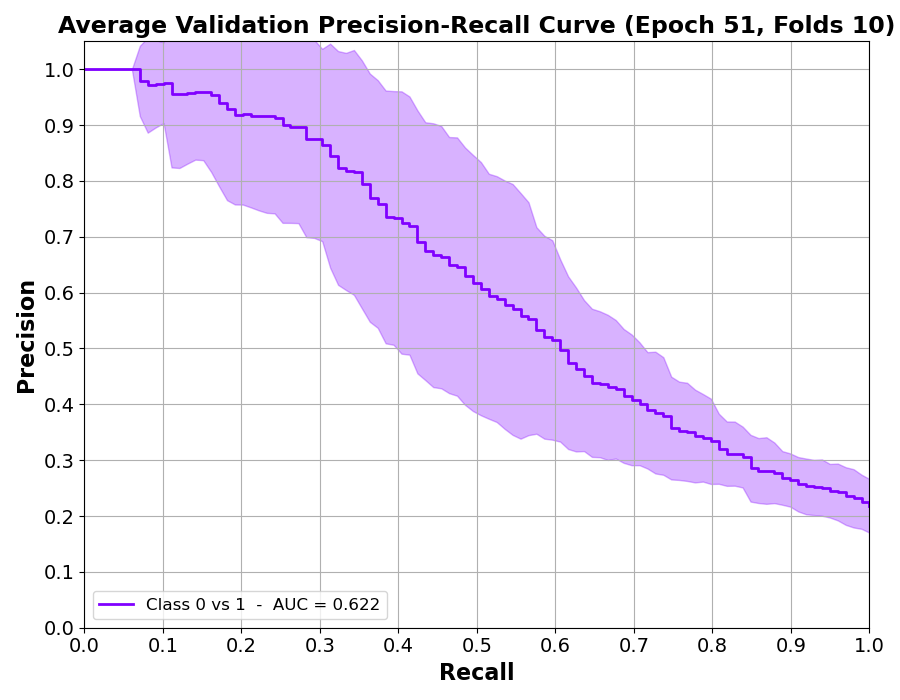 Average Validation Precision-Recall Curve (Epoch 51, Folds 10)
Precision
1.0
0.9
0.8
0.7
0.6
0.5
0.4
0.3
0.2
0.1
0.0
Class 0 vs 1 - AUC = 0.622
0.0 0.1 0.2 0.3 0.4 0.5 0.6 0.7 0.8 0.9 1.0
Recall